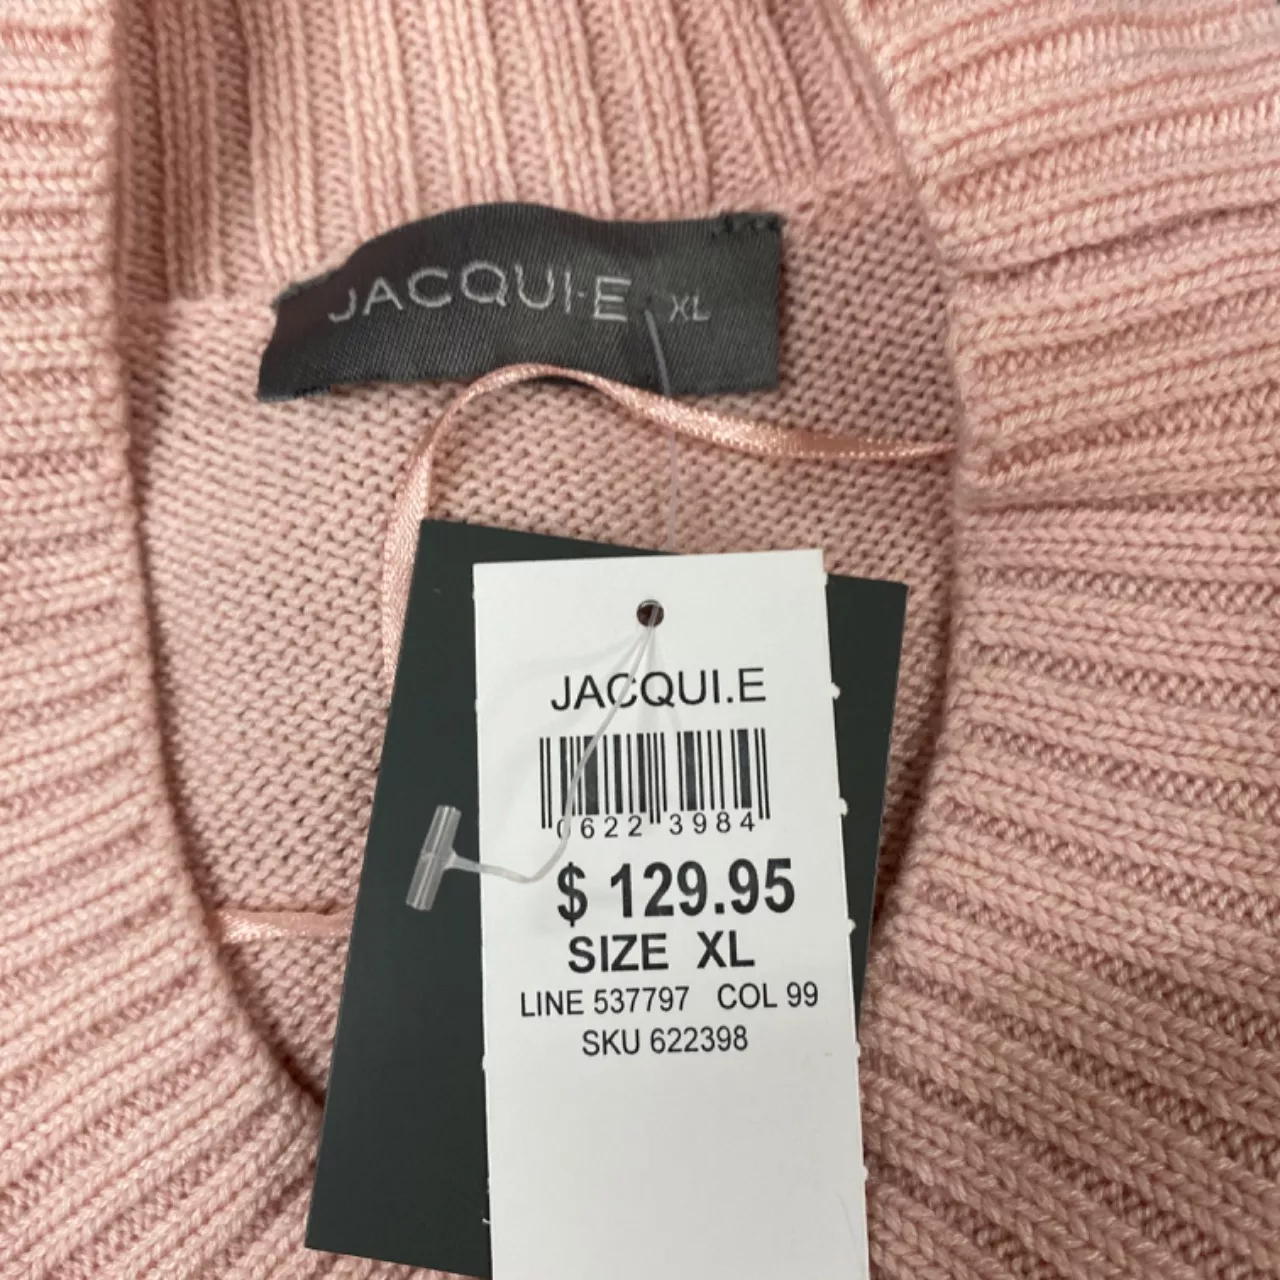 JACQUI·E XL
JACQUI.E
0622 3984
$ 129.95
SIZE XL
LINE 537797 COL 99
SKU 622398